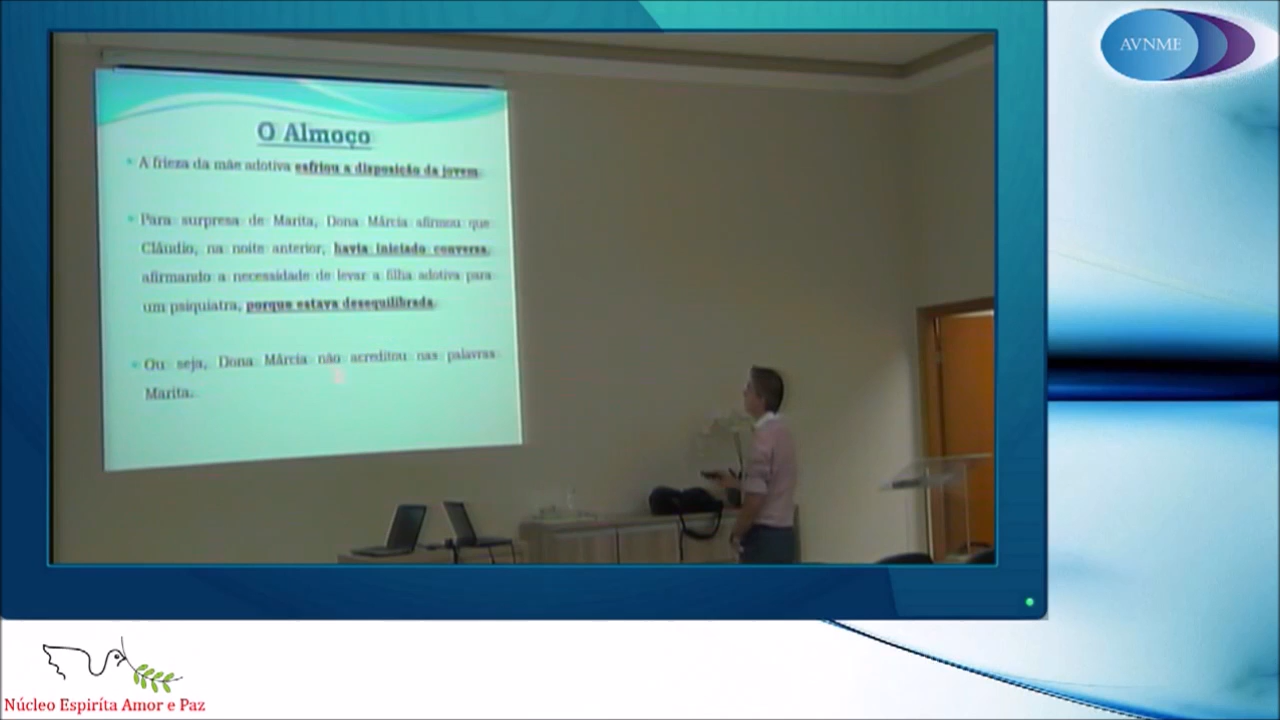 AVNME
O Almoço
A frieza da mãe adotiva esfriou a disposição da jovem.
Para surpresa de Marita, Dona Márcia afirmou que
Cláudio, na noite anterior, havia iniciado conversa,
afirmando a necessidade de levar a filha adotiva para
um psiquiatra, porque estava desequilibrada.
Ou seja, Dona Márcia não acreditou nas palavras
Marita.
Núcleo Espiríta Amor e Paz